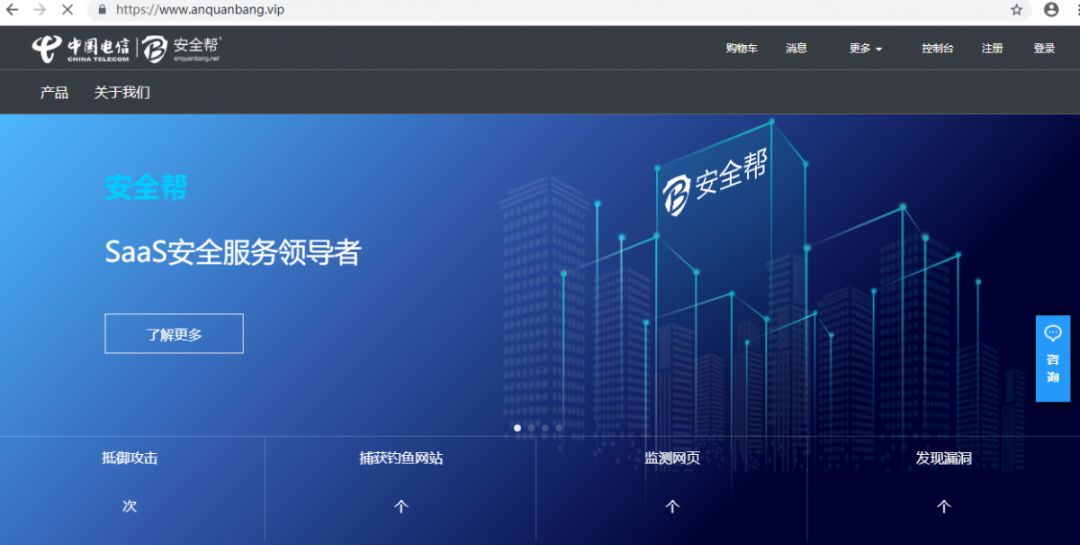 https://www.anquanbang.vip
中国电信 安全帮
CHINA TELECOM anquanbang.net
购物车 消息 更多 控制台 注册 登录
产品 关于我们
安全帮
安全帮
SaaS安全服务领导者
了解更多
咨询
抵御攻击 捕获钓鱼网站 监测网页 发现漏洞
次 个 个 个